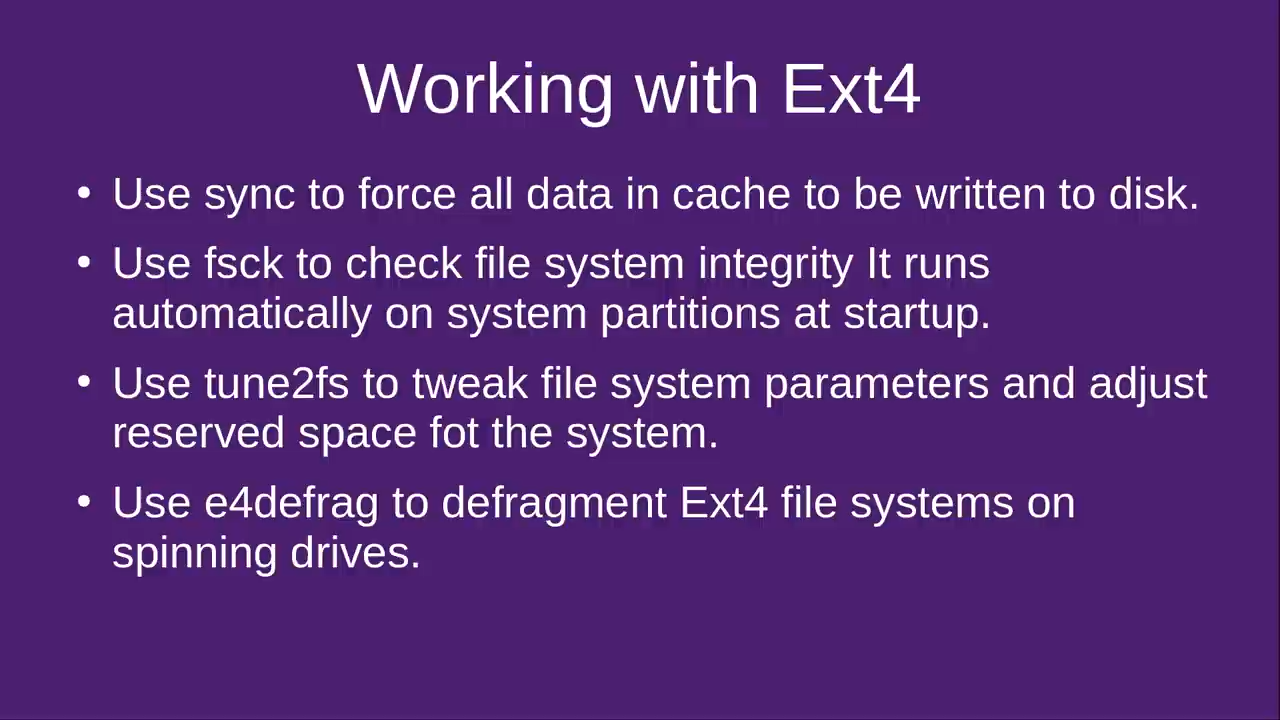 Working with Ext4
• Use sync to force all data in cache to be written to disk.
• Use fsck to check file system integrity It runs
automatically on system partitions at startup.
• Use tune2fs to tweak file system parameters and adjust
reserved space fot the system.
• Use e4defrag to defragment Ext4 file systems on
spinning drives.